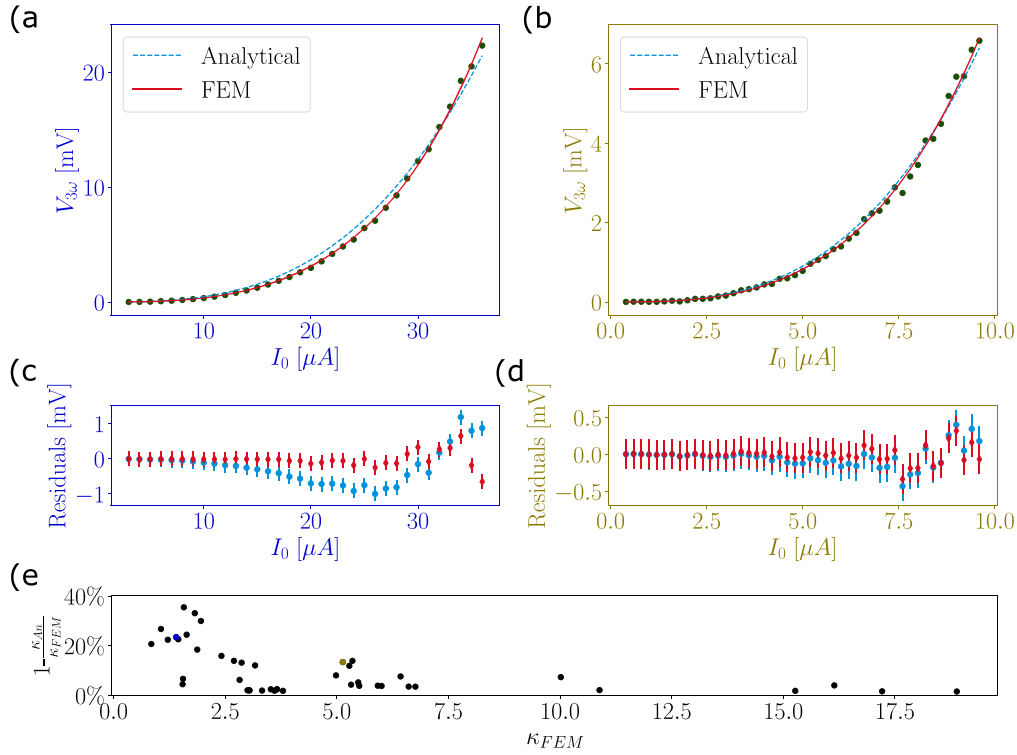 (a
(b
Analytical
FEM
Analytical
FEM
V3ω [mV]
20
10
0
10
20
30
I0 [μA]
V3ω [mV]
6
4
2
0
0.0
2.5
5.0
7.5
10.0
I0 [μA]
(c
(d
Residuals [mV]
1
0
−1
10
20
30
I0 [μA]
Residuals [mV]
0.5
0.0
−0.5
0.0
2.5
5.0
7.5
10.0
I0 [μA]
(e
1-κAn/κFEM
40%
20%
0%
0.0
2.5
5.0
7.5
10.0
12.5
15.0
17.5
κFEM